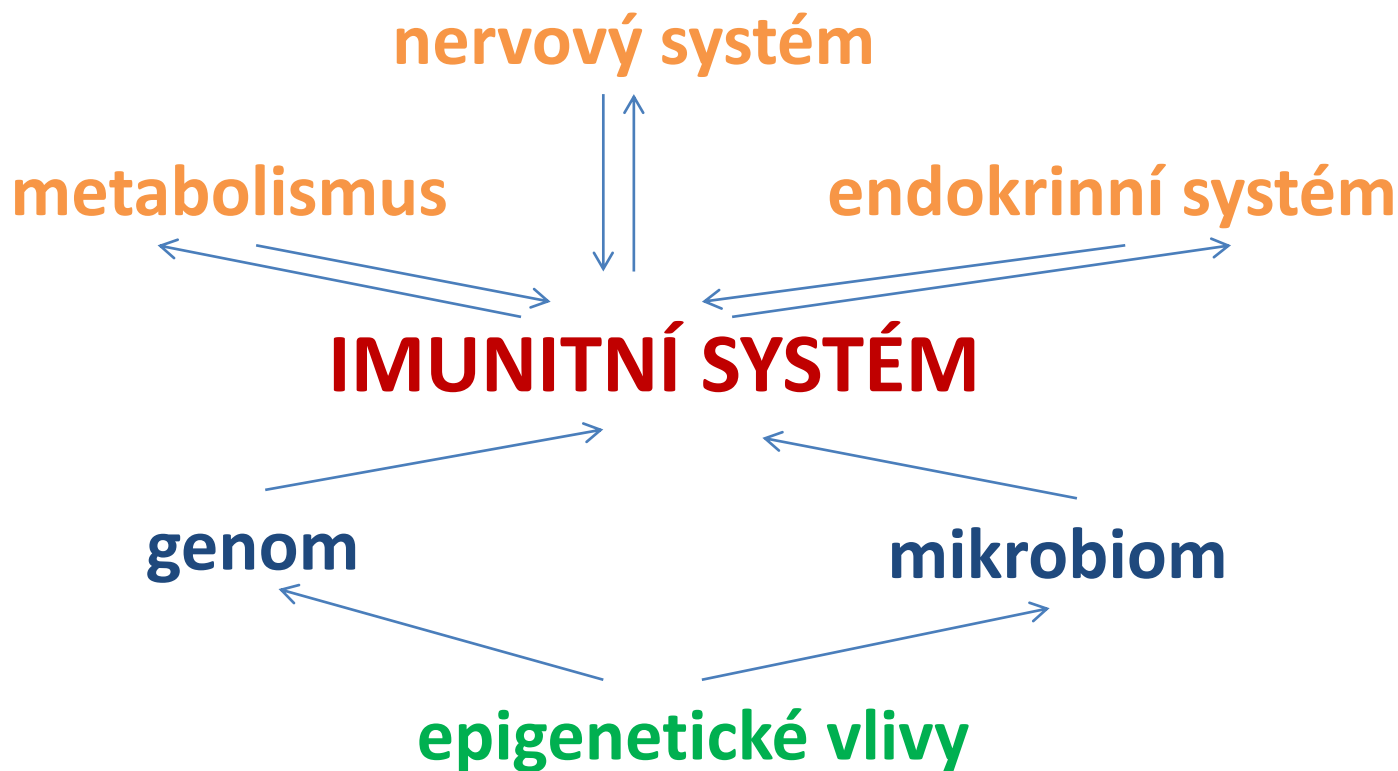 nervový systém
metabolismus
endokrinní systém
IMUNITNÍ SYSTÉM
genom
mikrobiom
epigenetické vlivy